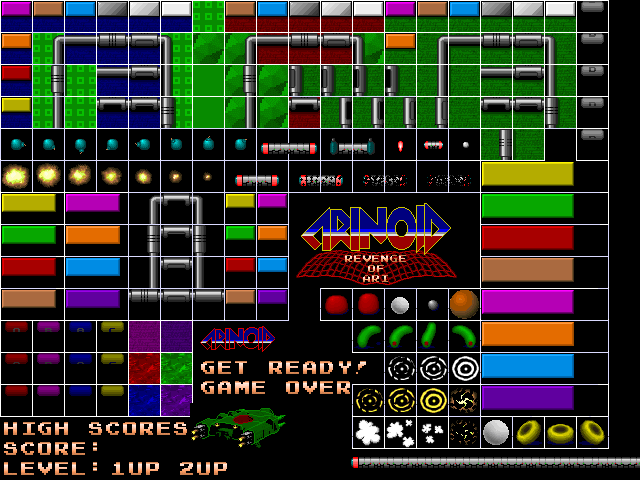 ARINOID
REVENGE
OF
ARI
ARINOID
GET READY!
GAME OVER
HIGH SCORES
SCORE:
LEVEL: 1UP 2UP